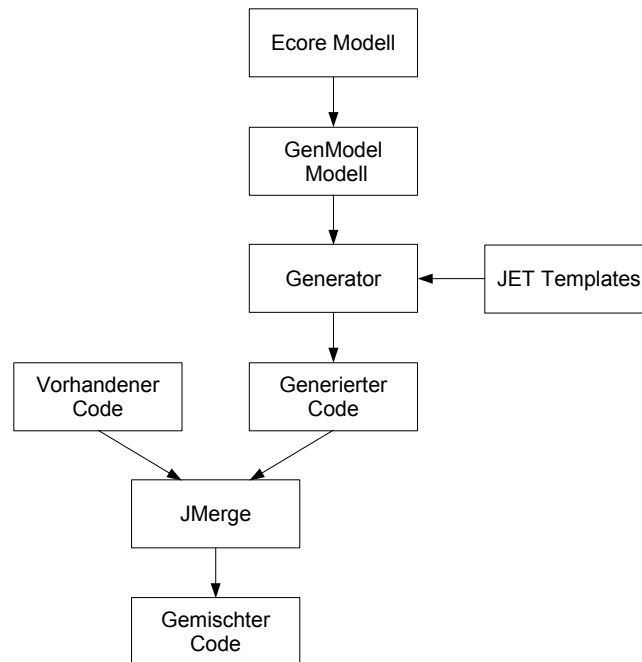 Ecore Modell
GenModel
Modell
Generator
JET Templates
Vorhandener
Code
Generierter
Code
JMerge
Gemischter
Code